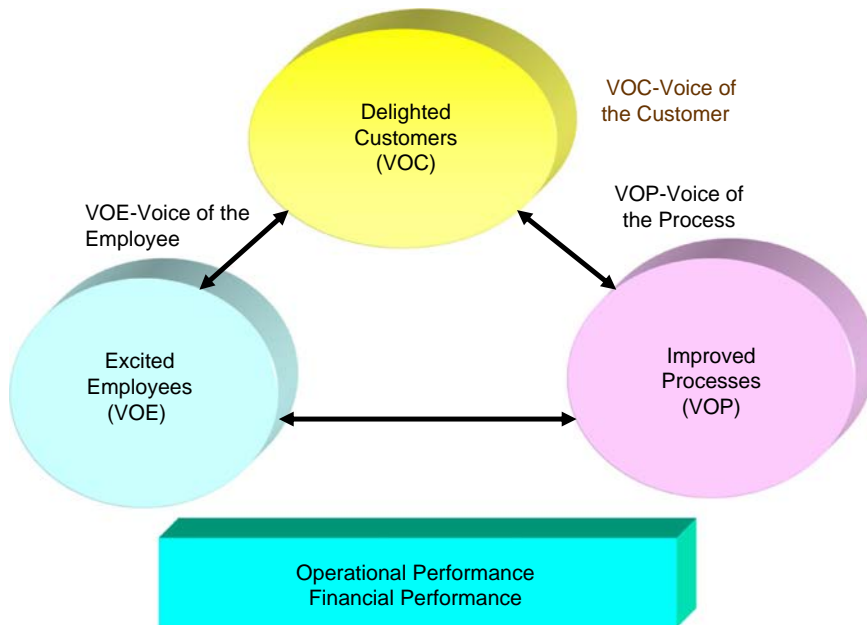 Delighted
Customers
(VOC)
VOC-Voice of
the Customer
VOE-Voice of the
Employee
VOP-Voice of
the Process
Excited
Employees
(VOE)
Improved
Processes
(VOP)
Operational Performance
Financial Performance